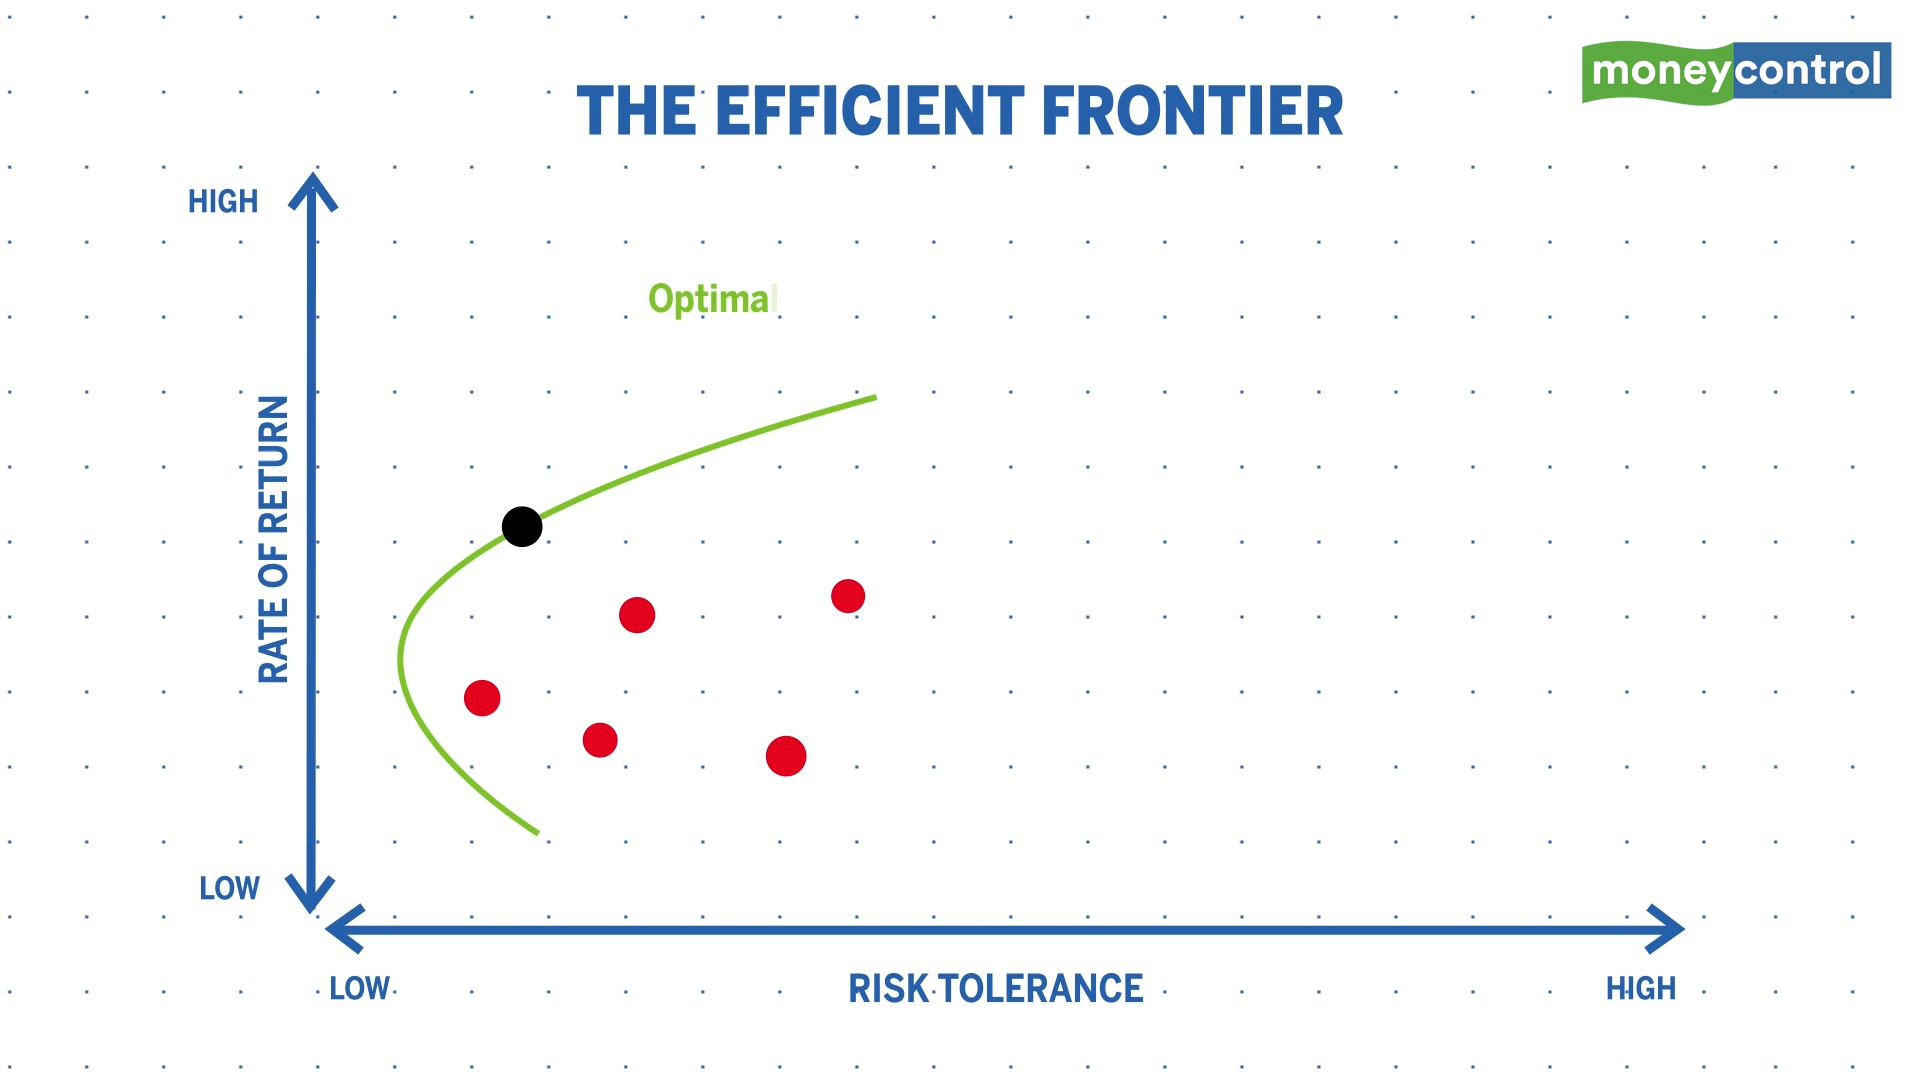 moneycontrol
THE EFFICIENT FRONTIER
HIGH
Optimal
RATE OF RETURN
LOW
LOW
RISK TOLERANCE
HIGH